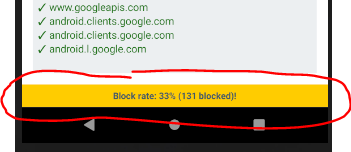 ✓ www.googleapis.com
✓ android.clients.google.com
✓ android.clients.google.com
✓ android.l.google.com
Block rate: 33% (131 blocked)!